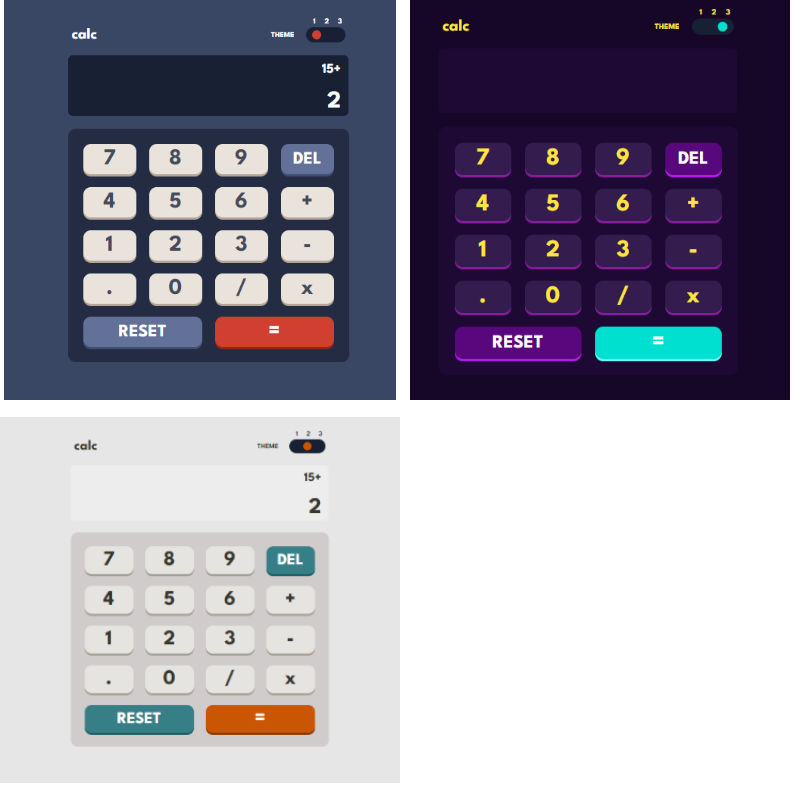 1 2 3
calc THEME
15+
2
7 8 9 DEL
4 5 6 +
1 2 3 -
. 0 / x
RESET =
1 2 3
calc THEME
7 8 9 DEL
4 5 6 +
1 2 3 -
. 0 / x
RESET =
1 2 3
calc THEME
15+
2
7 8 9 DEL
4 5 6 +
1 2 3 -
. 0 / x
RESET =